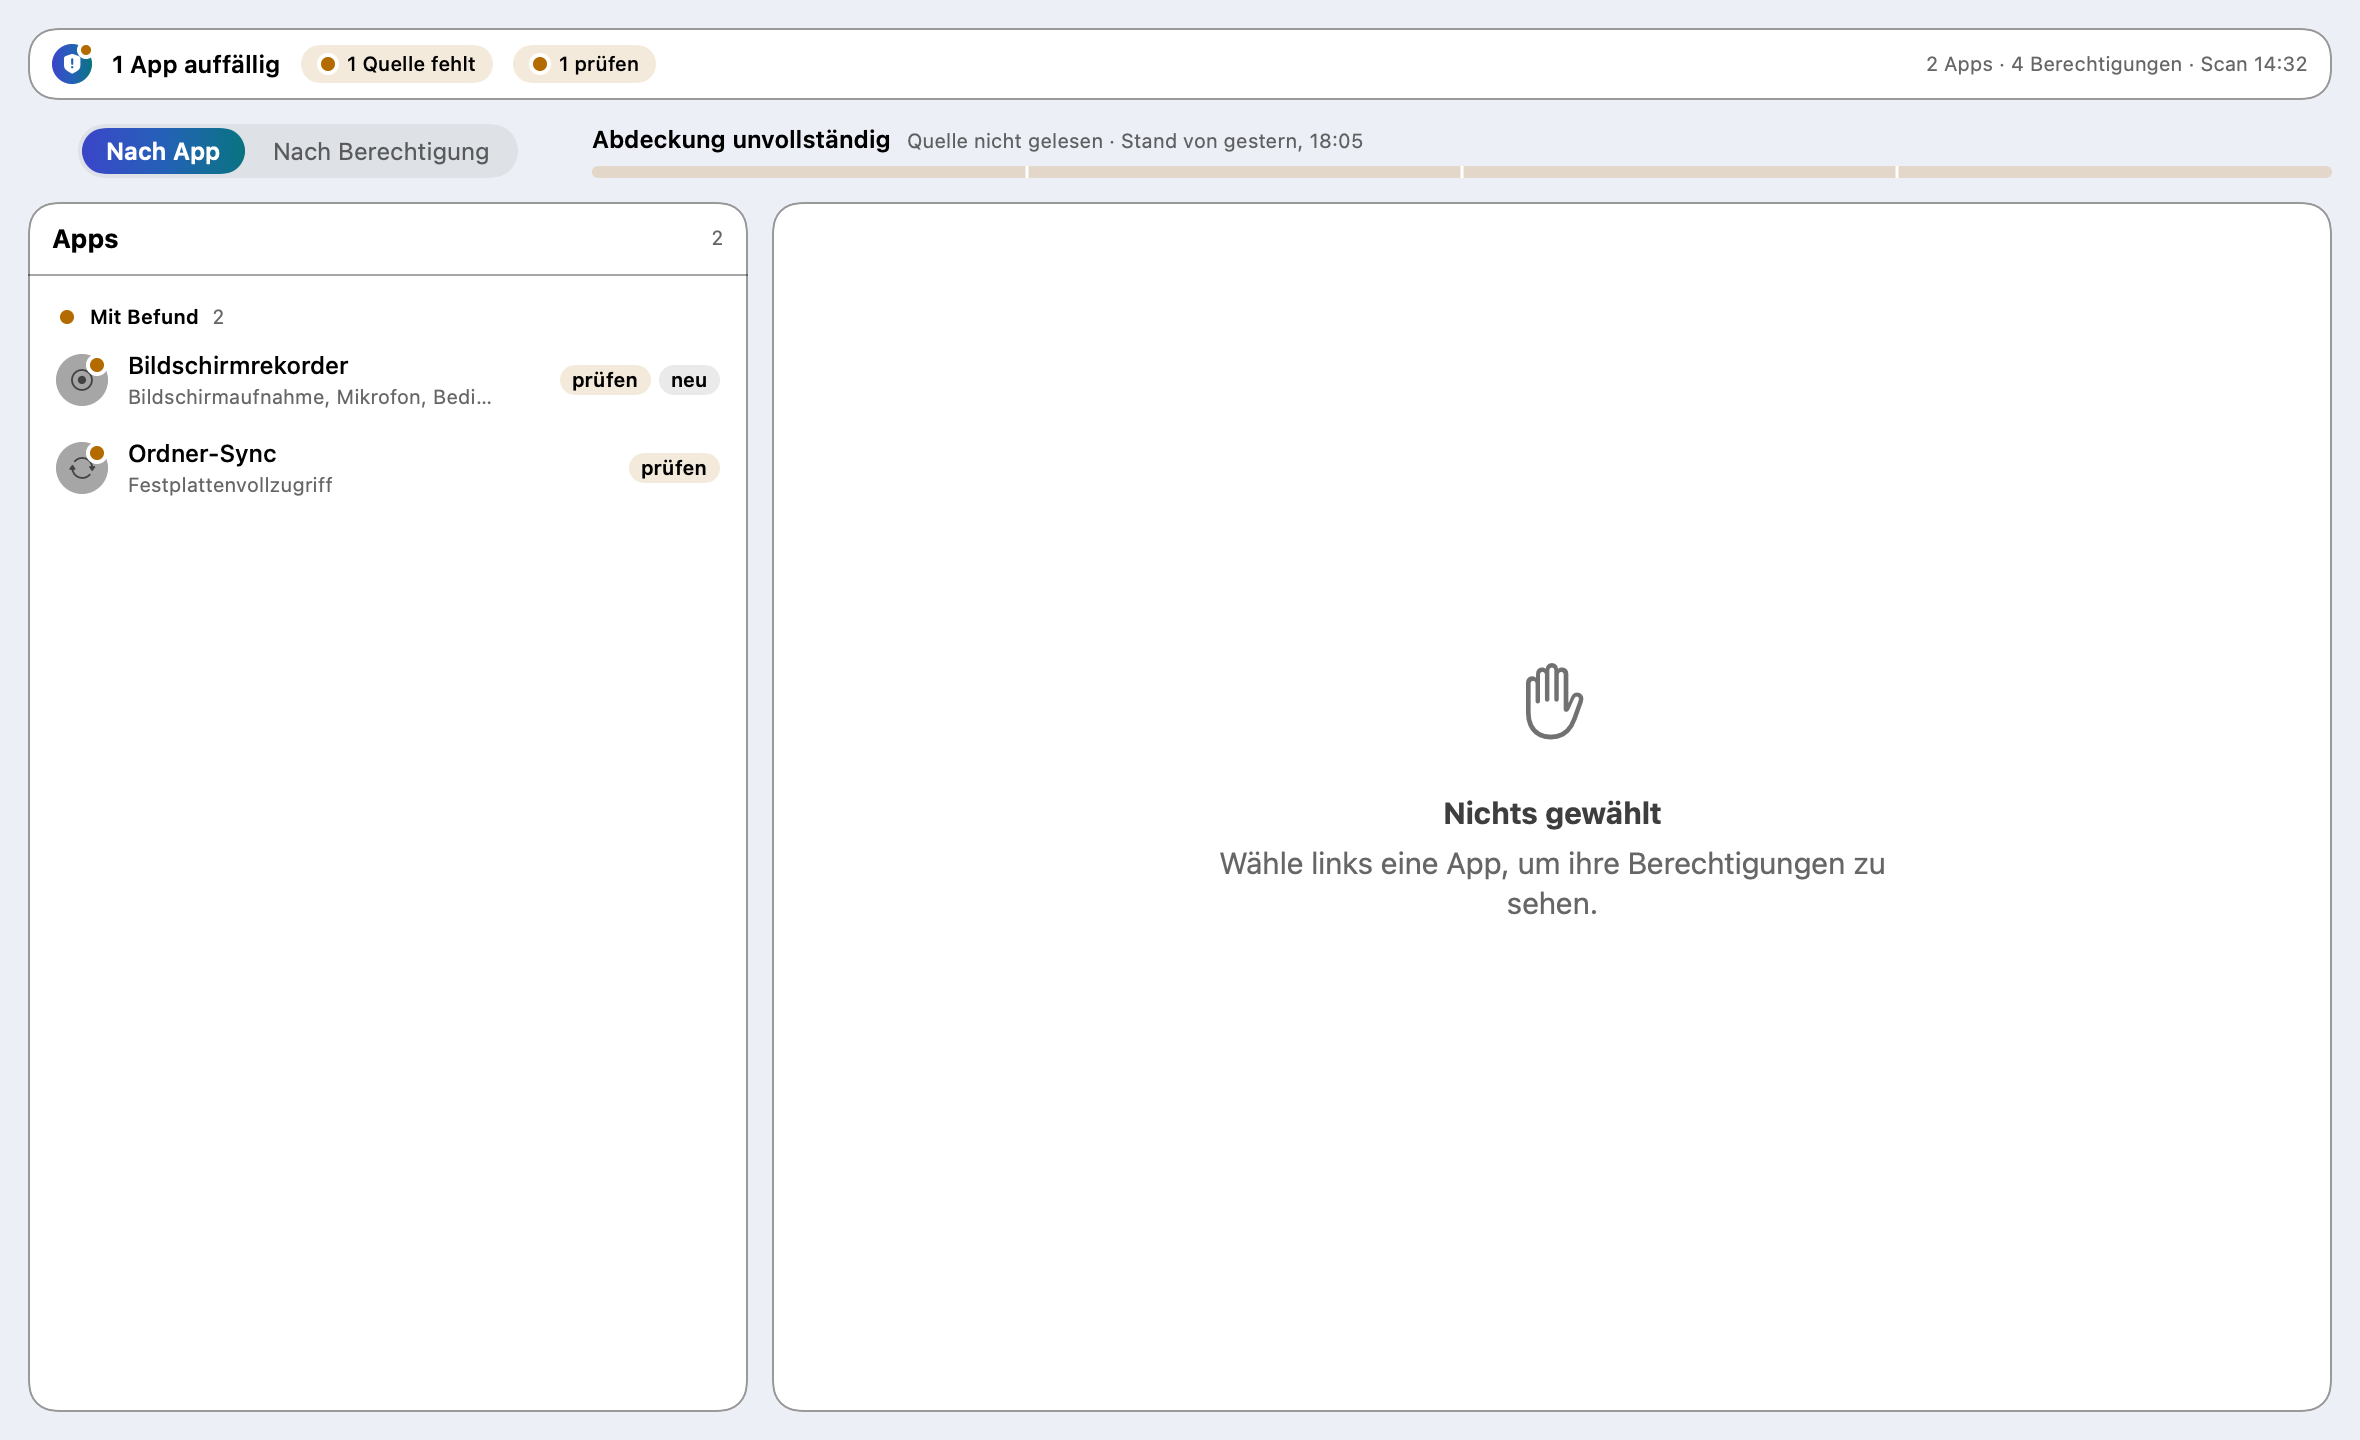 1 App auffällig 1 Quelle fehlt 1 prüfen 2 Apps · 4 Berechtigungen · Scan 14:32
Nach App Nach Berechtigung
Abdeckung unvollständig Quelle nicht gelesen · Stand von gestern, 18:05
Apps 2
Mit Befund 2
Bildschirmrekorder
Bildschirmaufnahme, Mikrofon, Bedi...
prüfen neu
Ordner-Sync
Festplattenvollzugriff
prüfen
Nichts gewählt
Wähle links eine App, um ihre Berechtigungen zu
sehen.